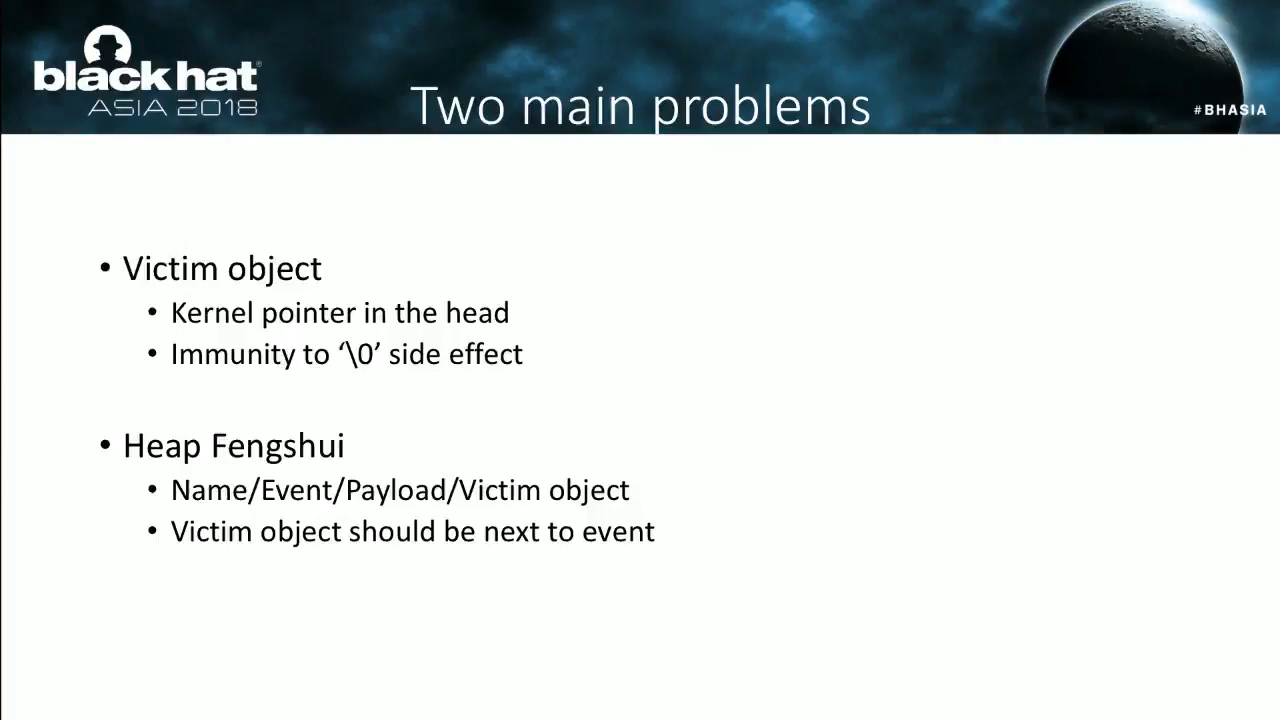 black hat®
ASIA 2018
Two main problems
#BHASIA
• Victim object
• Kernel pointer in the head
• Immunity to ‘\0’ side effect
• Heap Fengshui
• Name/Event/Payload/Victim object
• Victim object should be next to event